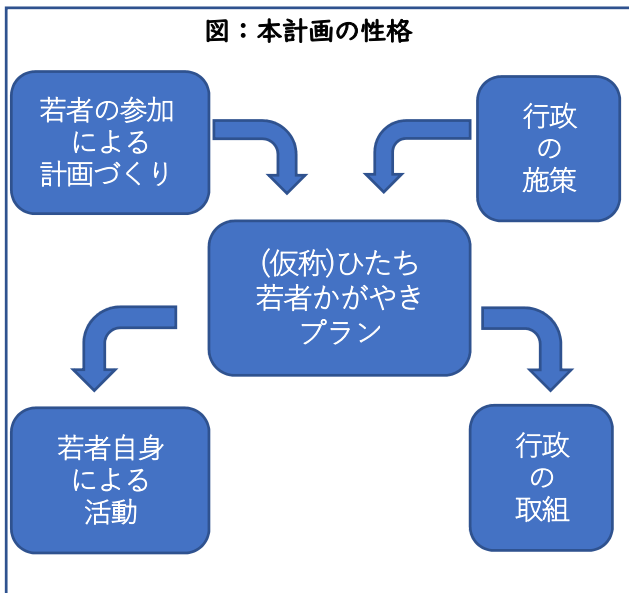 図：本計画の性格
若者の参加
による
計画づくり
行政
の
施策
(仮称)ひたち
若者かがやき
プラン
若者自身
による
活動
行政
の
取組